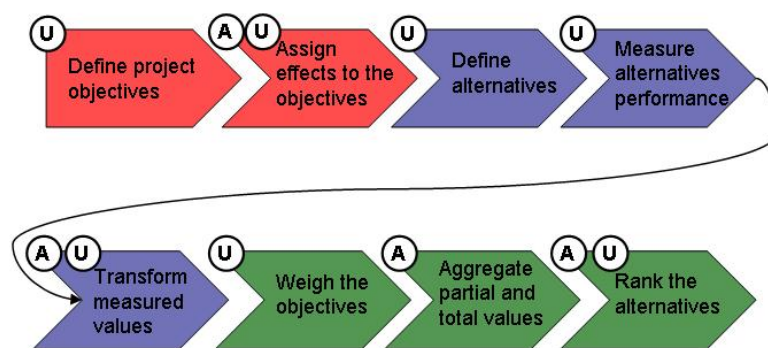 U
Define project
objectives
A U
Assign
effects to the
objectives
U
Define
alternatives
U
Measure
alternatives
performance
A U
Transform
measured
values
U
Weigh the
objectives
A
Aggregate
partial and
total values
A U
Rank the
alternatives